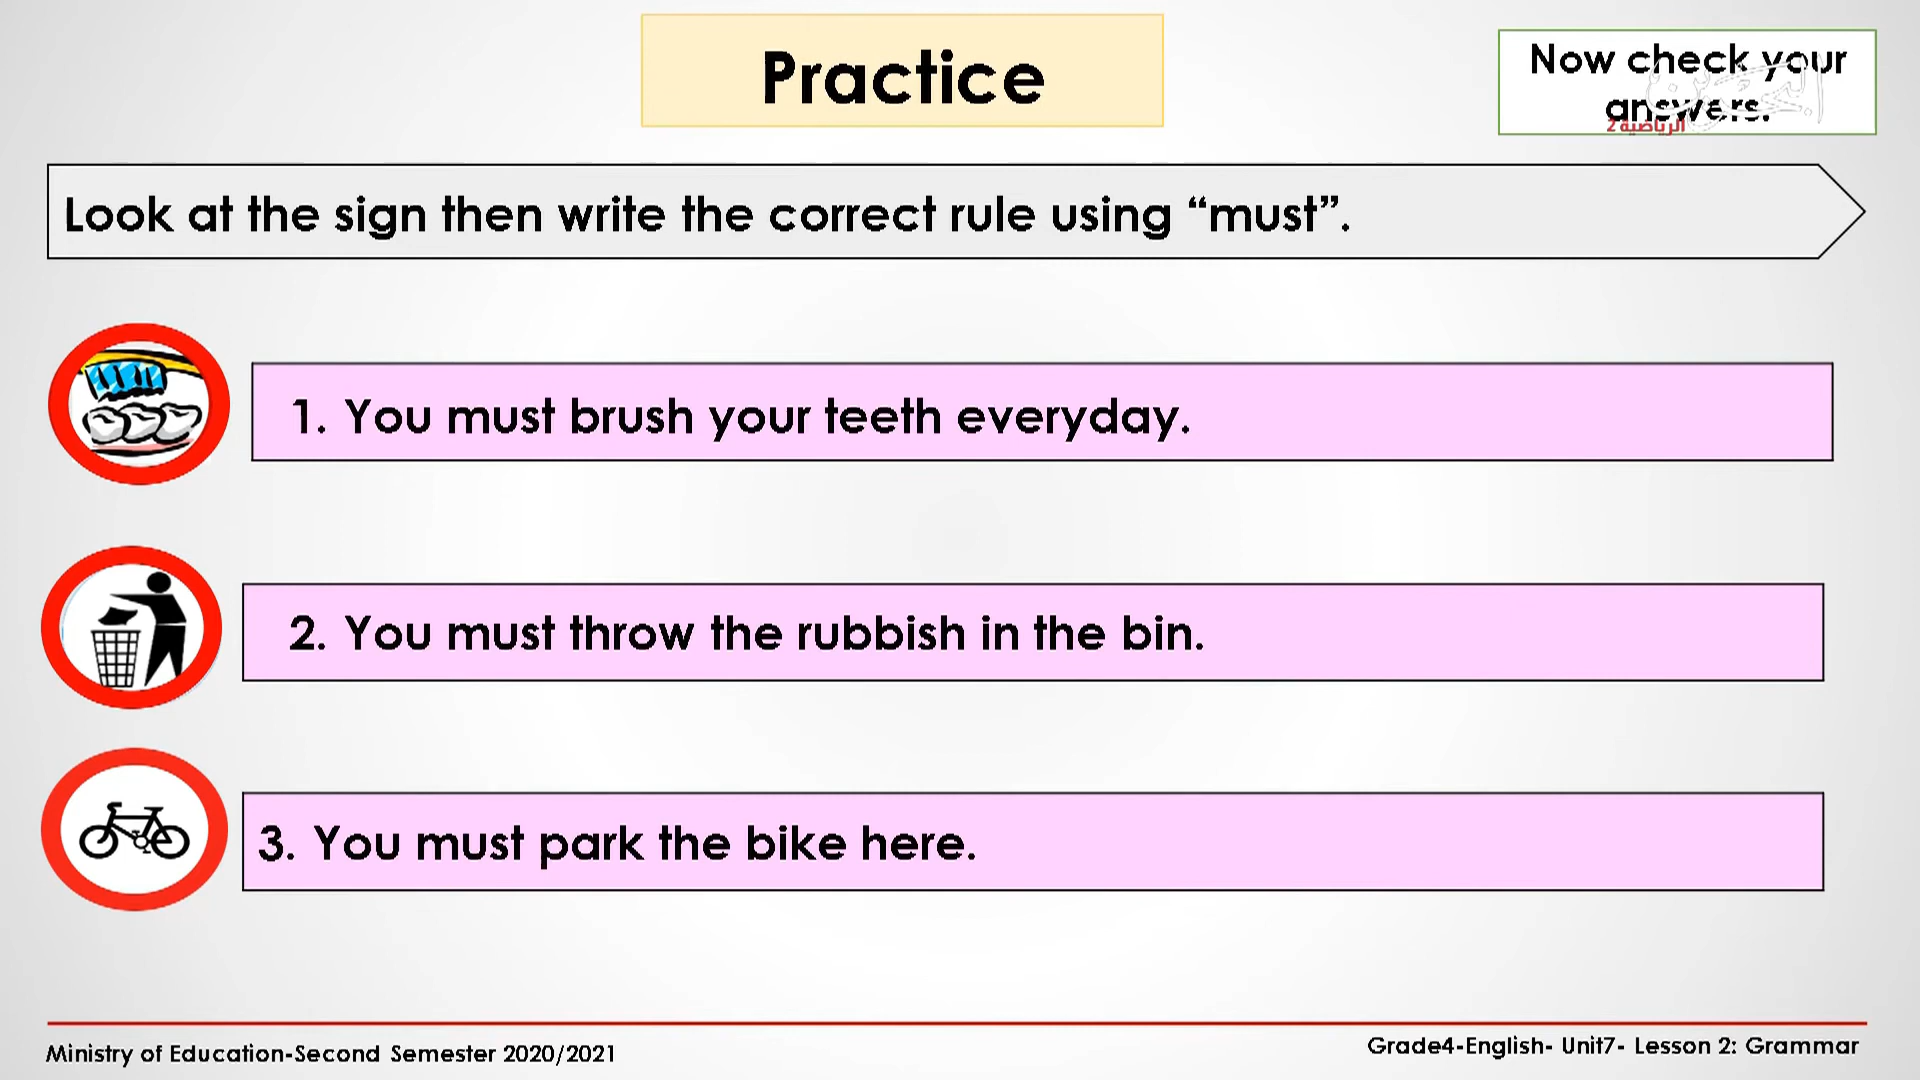 Practice
Now check your
answers.
الرياضية 2
Look at the sign then write the correct rule using “must”.
1. You must brush your teeth everyday.
2. You must throw the rubbish in the bin.
3. You must park the bike here.
Ministry of Education-Second Semester 2020/2021
Grade4-English- Unit7- Lesson 2: Grammar